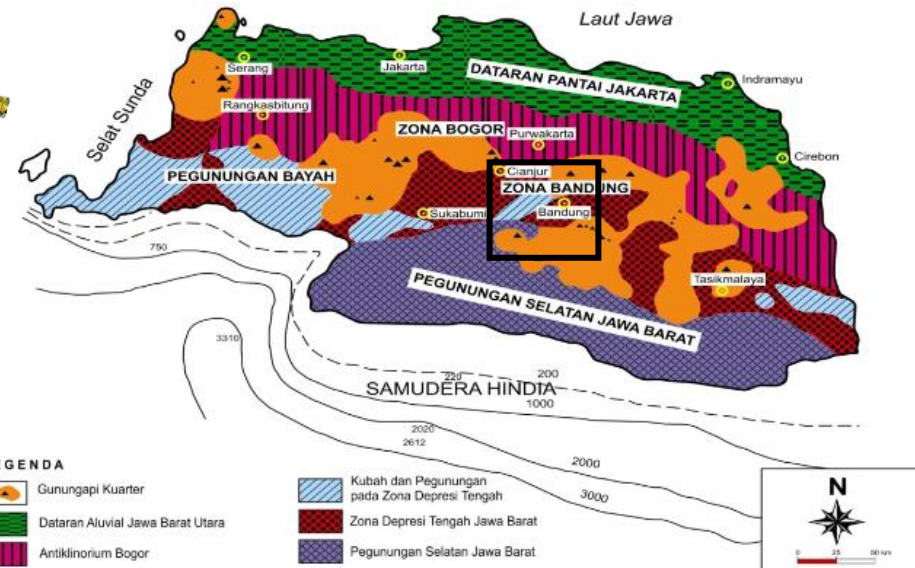 Laut Jawa
Selat Sunda
Serang
Jakarta
DATARAN PANTAI JAKARTA
Indramayu
Rangkasbitung
ZONA BOGOR
Purwakarta
Cirebon
PEGUNUNGAN BAYAH
Cianjur
ZONA BANDUNG
Sukabumi
Bandung
750
Tasikmalaya
PEGUNUNGAN SELATAN JAWA BARAT
3310
220
200
SAMUDERA HINDIA
1000
2020
2612
2000
3000
EGENDA
Gunungapi Kuarter
Dataran Aluvial Jawa Barat Utara
Antiklinorium Bogor
Kubah dan Pegunungan
pada Zona Depresi Tengah
Zona Depresi Tengah Jawa Barat
Pegunungan Selatan Jawa Barat
N
0 25 50 km